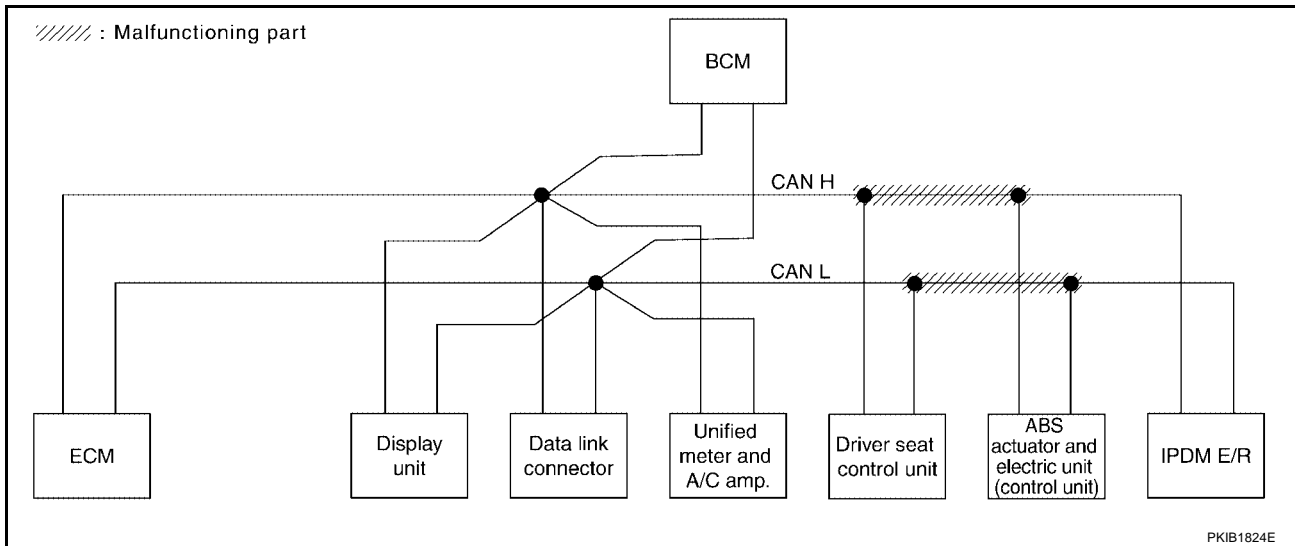 : Malfunctioning part
BCM
CAN H
CAN L
ECM
Display
unit
Data link
connector
Unified
meter and
A/C amp.
Driver seat
control unit
ABS
actuator and
electric unit
(control unit)
IPDM E/R
PKIB1824E